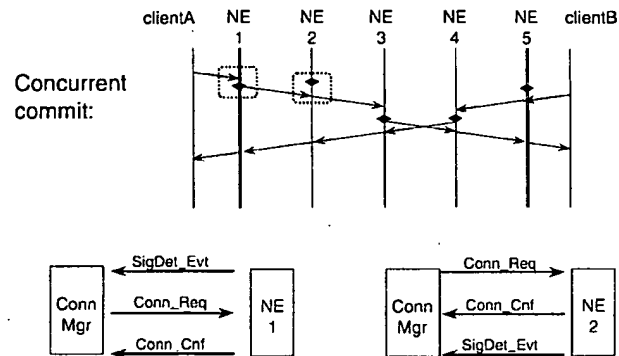 clientA NE 1 NE 2 NE 3 NE 4 NE 5 clientB
Concurrent
commit:
SigDet_Evt
Conn_Req
Conn_Cnf
Conn
Mgr
NE
1
Conn_Req
Conn_Cnf
SigDet_Evt
Conn
Mgr
NE
2